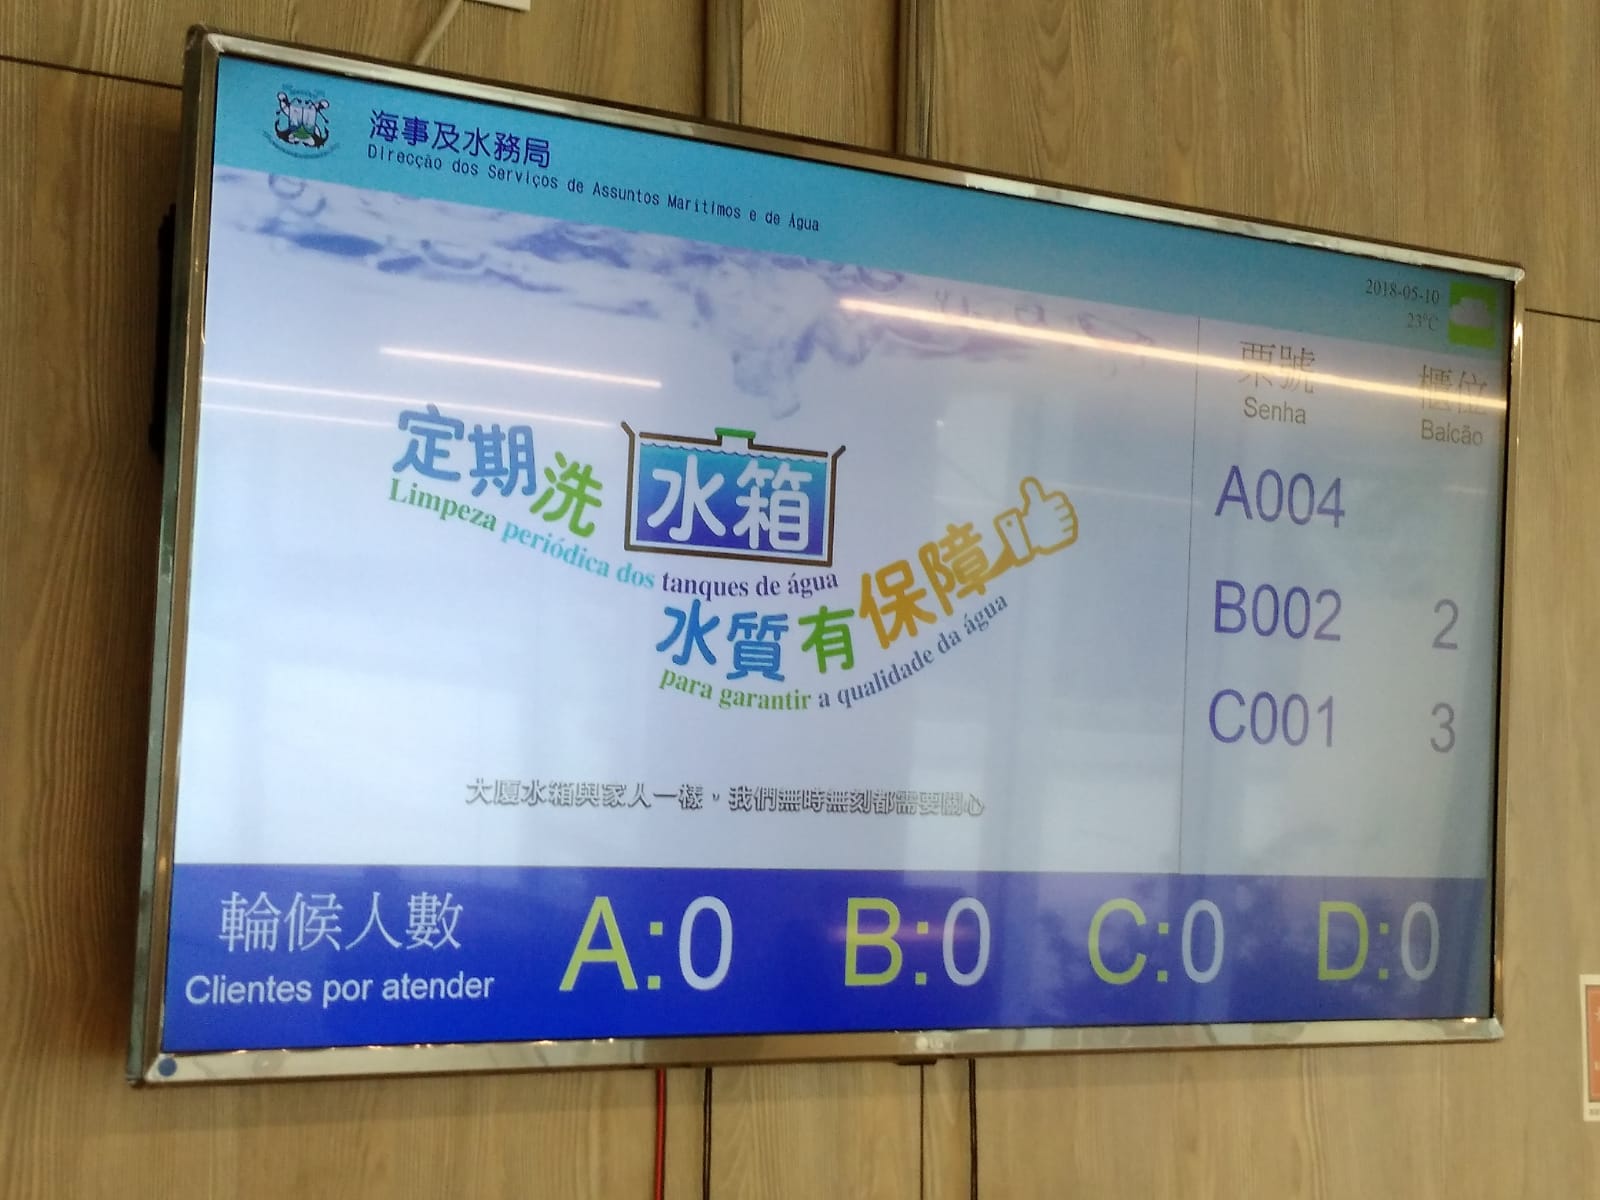 海事及水務局
Direcção dos Serviços de Assuntos Marítimos e de Água
2018-05-10
23°C
票號 櫃位
Senha Balcão
A004
B002 2
C001 3
定期洗水箱
Limpeza periódica dos tanques de água
水質有保障
para garantir a qualidade da água
大廈水箱與家人一樣，我們無時無刻都需要關心
輪候人數 A:0 B:0 C:0 D:0
Clientes por atender